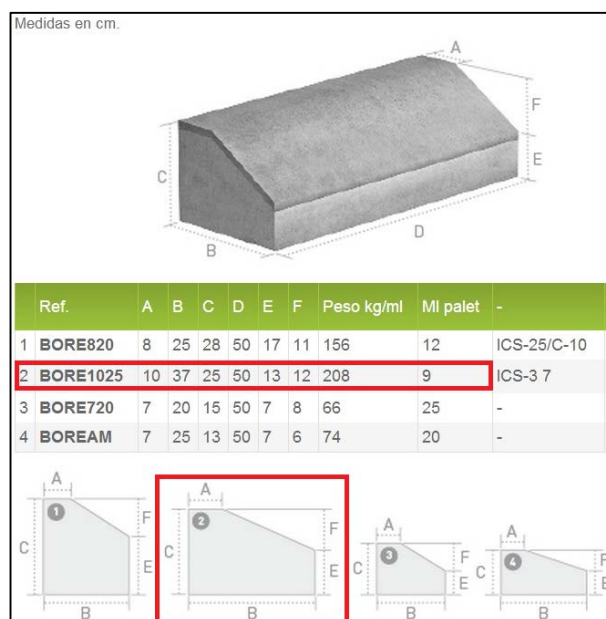 Medidas en cm.
A
F
C
E
B
D
Ref. A B C D E F Peso kg/ml Ml palet -
1 BORE820 8 25 28 50 17 11 156 12 ICS-25/C-10
2 BORE1025 10 37 25 50 13 12 208 9 ICS-3 7
3 BORE720 7 20 15 50 7 8 66 25 -
4 BOREAM 7 25 13 50 7 6 74 20 -
A
1
F
C
E
B
A
2
F
C
E
B
A
3
F
C
E
B
A
4
F
C
E
B